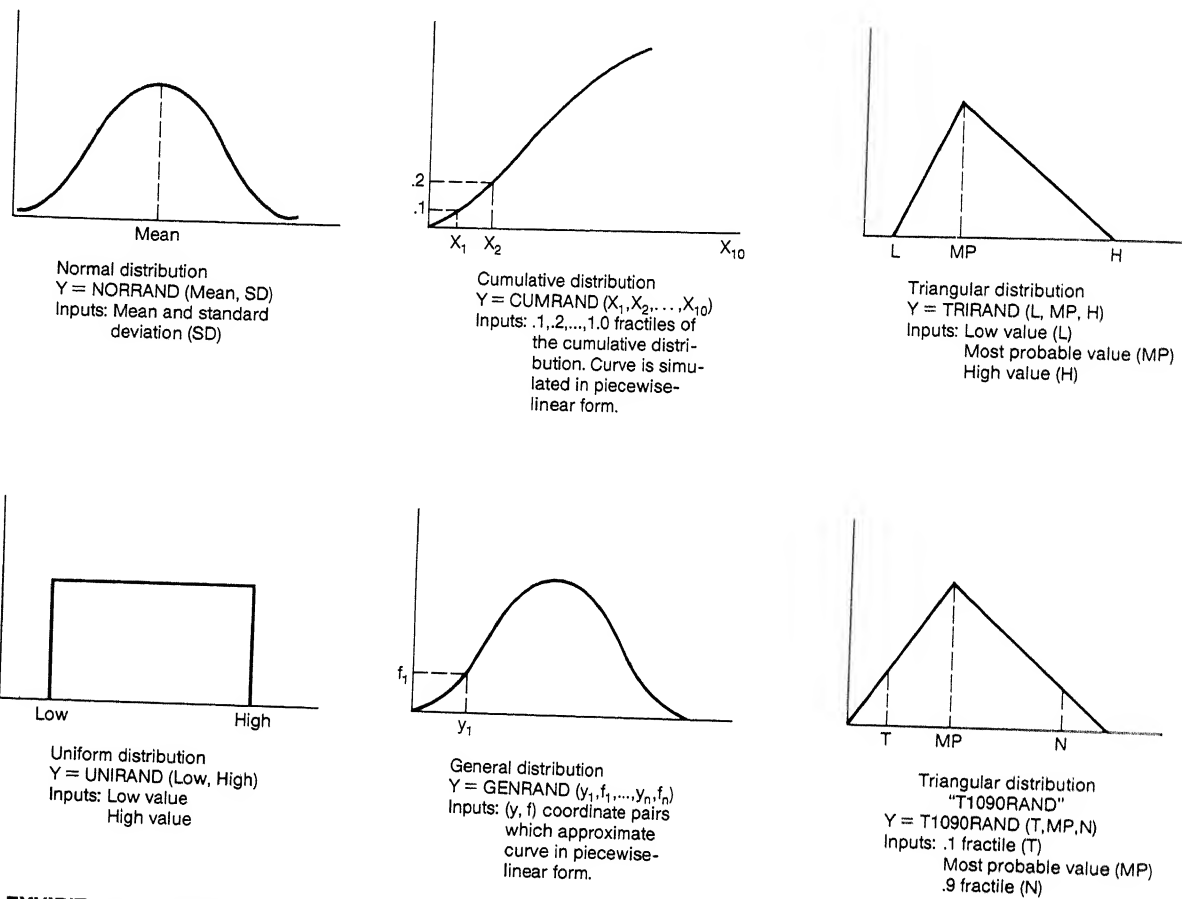 Mean
Normal distribution
Y = NORRAND (Mean, SD)
Inputs: Mean and standard
deviation (SD)
.2
.1
X₁ X₂ X₁₀
Cumulative distribution
Y = CUMRAND (X₁,X₂,...,X₁₀)
Inputs: .1,.2,...,1.0 fractiles of
the cumulative distri-
bution. Curve is simu-
lated in piecewise-
linear form.
L MP H
Triangular distribution
Y = TRIRAND (L, MP, H)
Inputs: Low value (L)
Most probable value (MP)
High value (H)
Low High
Uniform distribution
Y = UNIRAND (Low, High)
Inputs: Low value
High value
f₁
y₁
General distribution
Y = GENRAND (y₁,f₁,...,yₙ,fₙ)
Inputs: (y, f) coordinate pairs
which approximate
curve in piecewise-
linear form.
T MP N
Triangular distribution
"T1090RAND"
Y = T1090RAND (T,MP,N)
Inputs: .1 fractile (T)
Most probable value (MP)
.9 fractile (N)